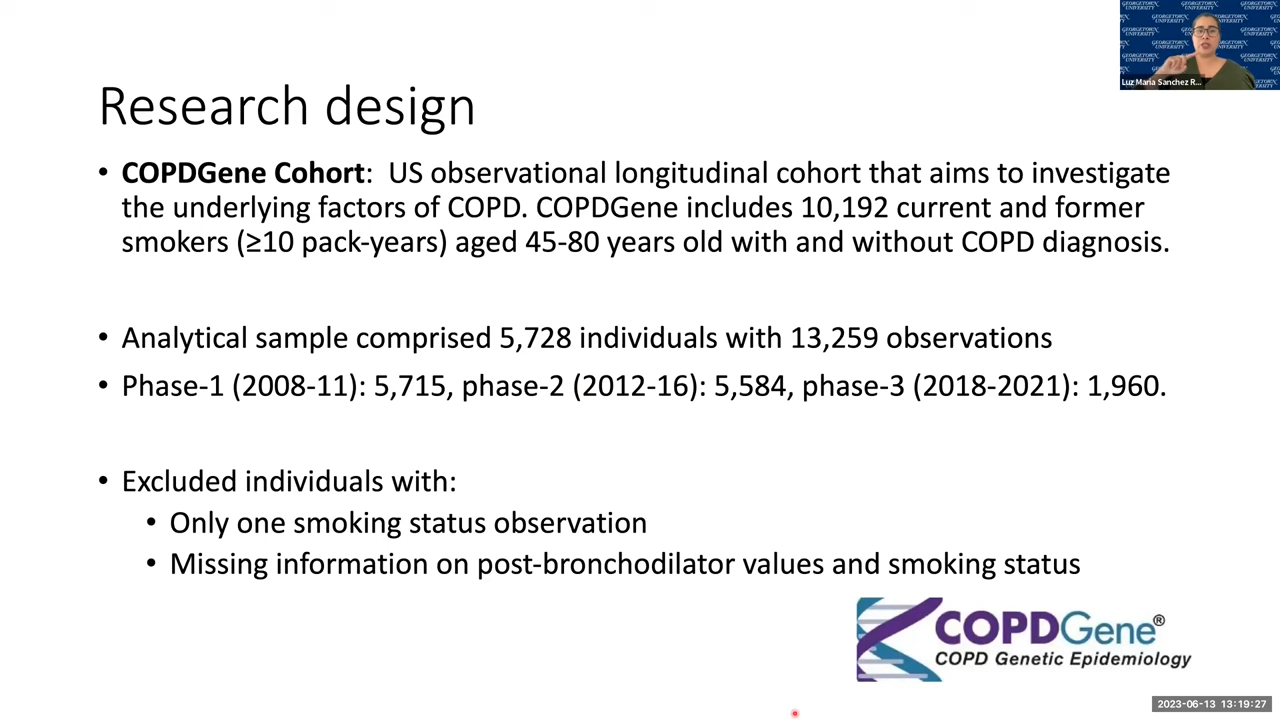 Luz Maria Sanchez R...
Research design
• COPDGene Cohort: US observational longitudinal cohort that aims to investigate
the underlying factors of COPD. COPDGene includes 10,192 current and former
smokers (≥10 pack-years) aged 45-80 years old with and without COPD diagnosis.
• Analytical sample comprised 5,728 individuals with 13,259 observations
• Phase-1 (2008-11): 5,715, phase-2 (2012-16): 5,584, phase-3 (2018-2021): 1,960.
• Excluded individuals with:
• Only one smoking status observation
• Missing information on post-bronchodilator values and smoking status
COPDGene®
COPD Genetic Epidemiology
2023-06-13 13:19:27